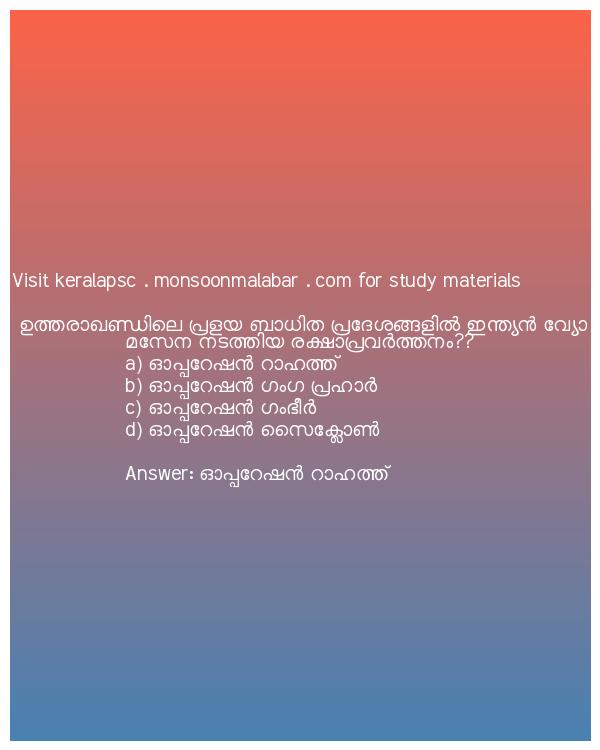 Visit keralapsc . monsoonmalabar . com for study materials
ഉത്തരാഖണ്ഡിലെ പ്രളയ ബാധിത പ്രദേശങ്ങളിൽ ഇന്ത്യൻ വ്യോ
മസേന നടത്തിയ രക്ഷാപ്രവർത്തനം??
a) ഓപ്പറേഷൻ റാഹത്ത്
b) ഓപ്പറേഷൻ ഗംഗ പ്രഹാർ
c) ഓപ്പറേഷൻ ഗംഭീർ
d) ഓപ്പറേഷൻ സൈക്ലോൺ
Answer: ഓപ്പറേഷൻ റാഹത്ത്